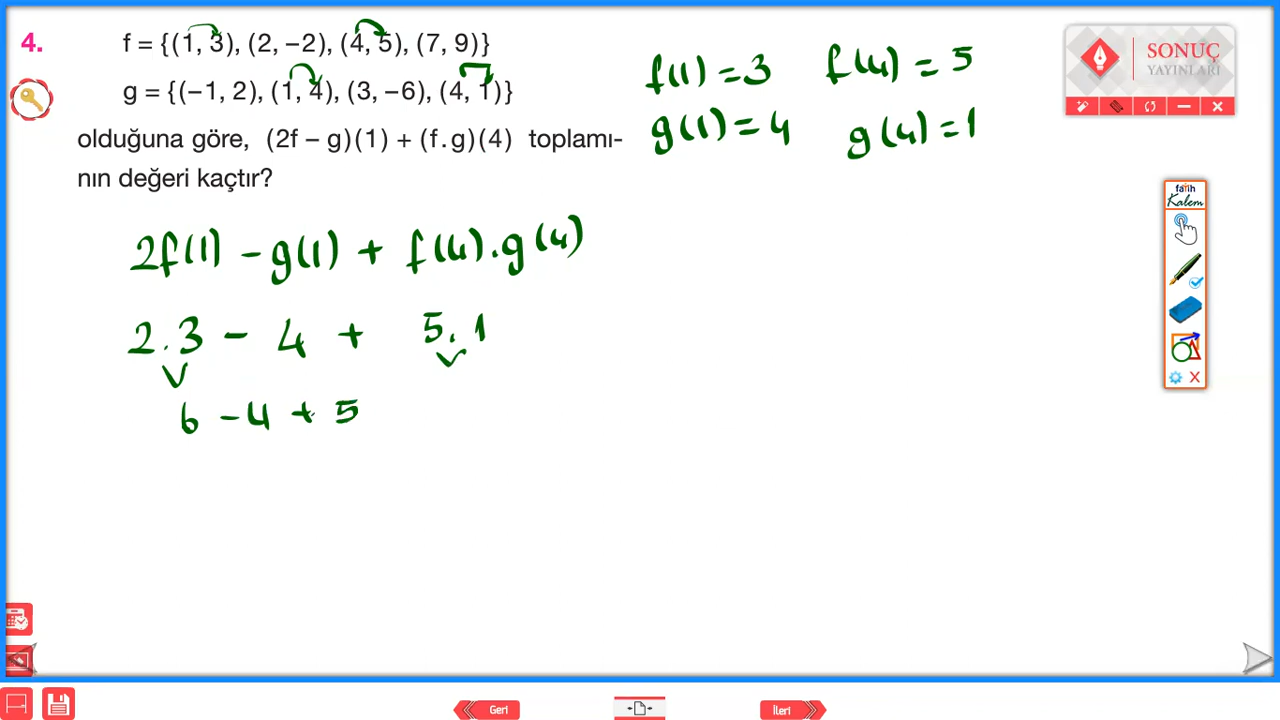 4.
f = {(1, 3), (2, −2), (4, 5), (7, 9)}
g = {(−1, 2), (1, 4), (3, −6), (4, 1)}
olduğuna göre, (2f − g)(1) + (f.g)(4) toplamı-
nın değeri kaçtır?
f(1) = 3 f(4) = 5
g(1) = 4 g(4) = 1
2f(1) - g(1) + f(4).g(4)
2.3 - 4 + 5.1
6 - 4 + 5
SONUÇ
YAYINLARI
fatih
Kalem
Geri
İleri